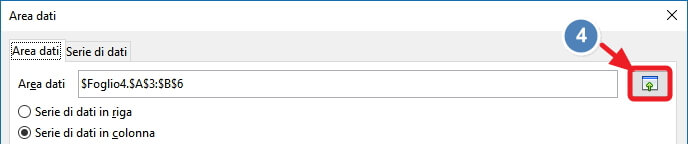 Area dati
4
Area dati Serie di dati
Area dati $Foglio4.$A$3:$B$6
Serie di dati in riga
Serie di dati in colonna